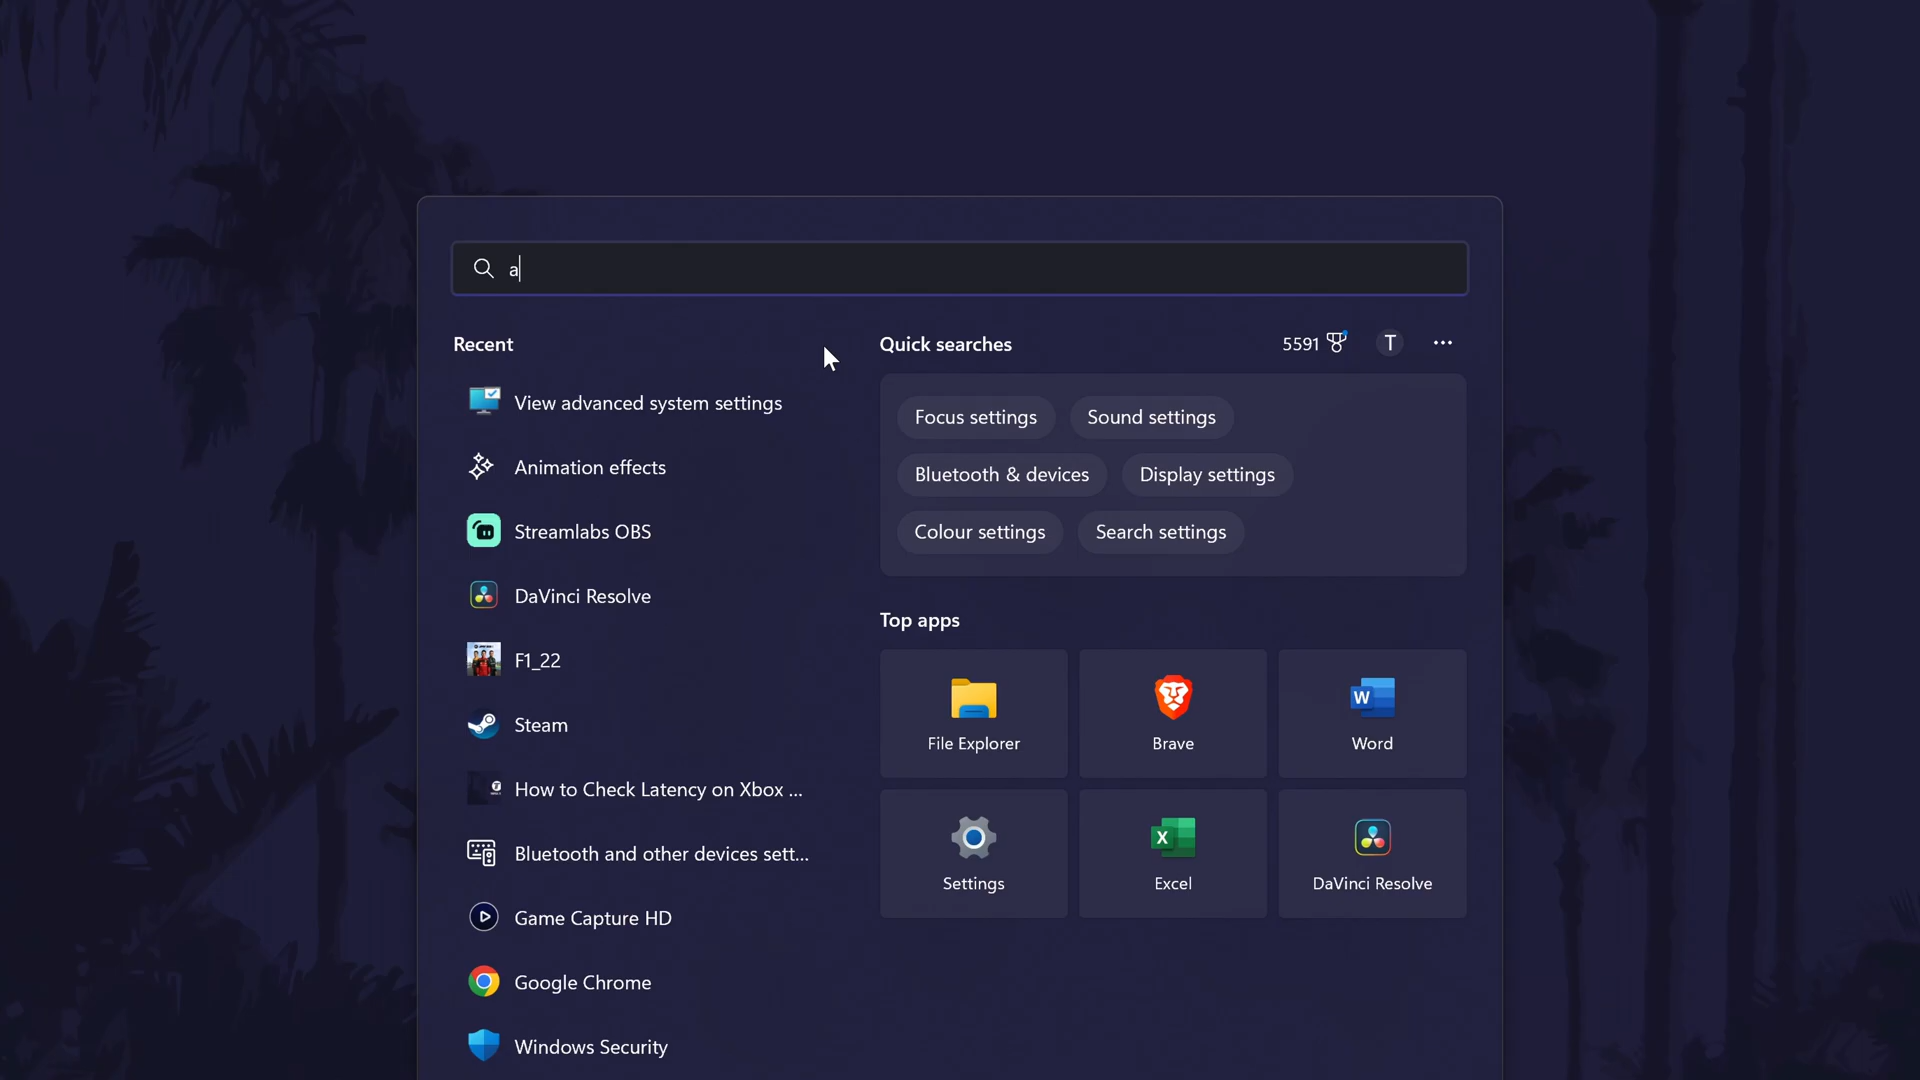 a
Recent
View advanced system settings
Animation effects
Streamlabs OBS
DaVinci Resolve
F1_22
Steam
How to Check Latency on Xbox ...
Bluetooth and other devices sett...
Game Capture HD
Google Chrome
Windows Security
Quick searches
5591
T
Focus settings
Sound settings
Bluetooth & devices
Display settings
Colour settings
Search settings
Top apps
File Explorer
Brave
Word
Settings
Excel
DaVinci Resolve